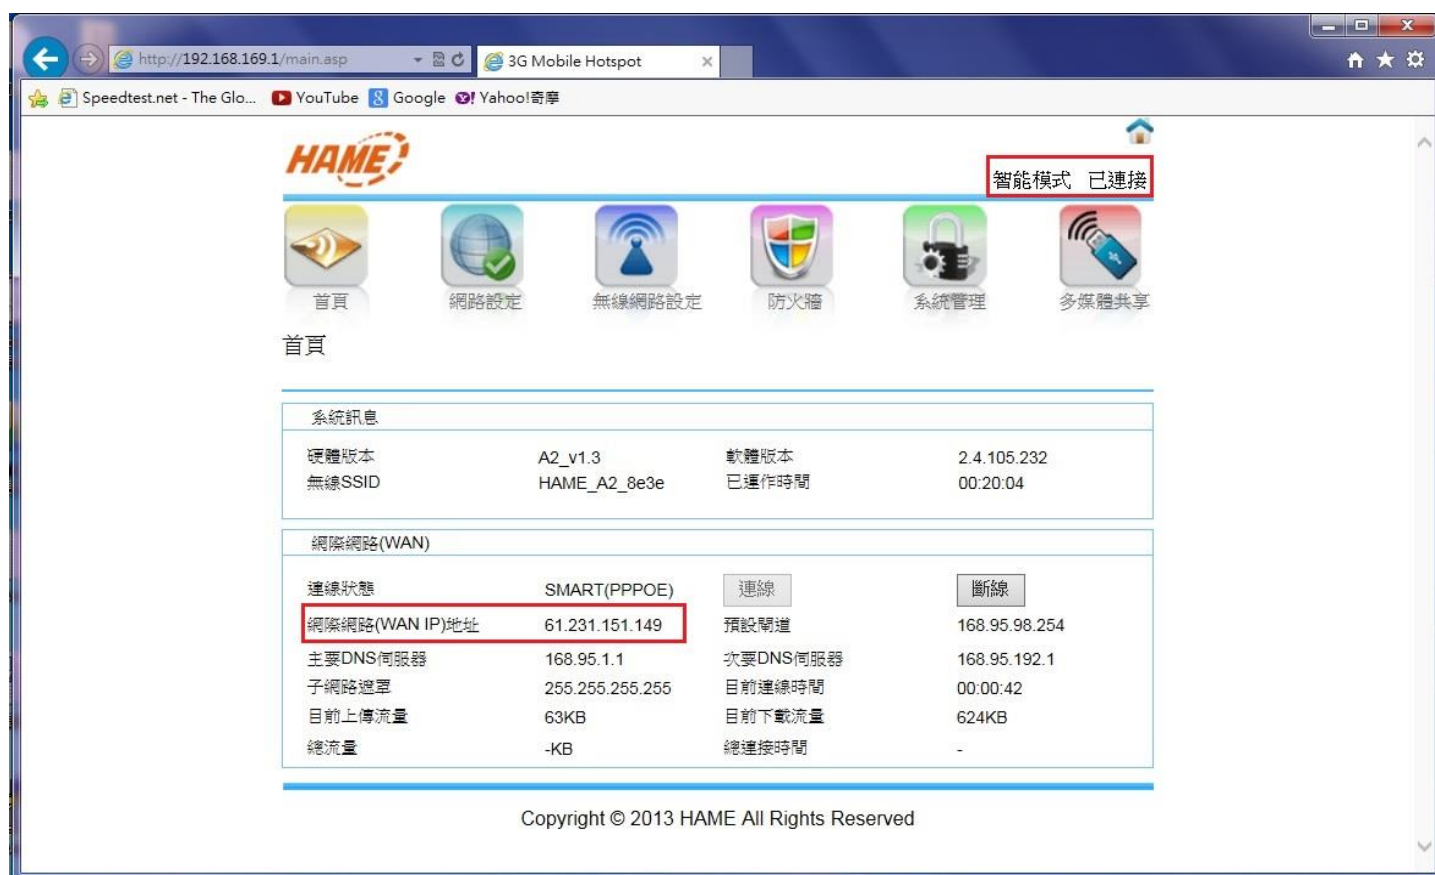 http://192.168.169.1/main.asp 3G Mobile Hotspot
Speedtest.net - The Glo... YouTube Google Yahoo!奇摩
HAME
智能模式 已連接
首頁 網路設定 無線網路設定 防火牆 系統管理 多媒體共享
首頁
系統訊息
硬體版本 A2_v1.3 軟體版本 2.4.105.232
無線SSID HAME_A2_8e3e 已運作時間 00:20:04
網際網路(WAN)
連線狀態 SMART(PPPOE) 連線 斷線
網際網路(WAN IP)地址 61.231.151.149 預設閘道 168.95.98.254
主要DNS伺服器 168.95.1.1 次要DNS伺服器 168.95.192.1
子網路遮罩 255.255.255.255 目前連線時間 00:00:42
目前上傳流量 63KB 目前下載流量 624KB
總流量 -KB 總連接時間 -
Copyright © 2013 HAME All Rights Reserved